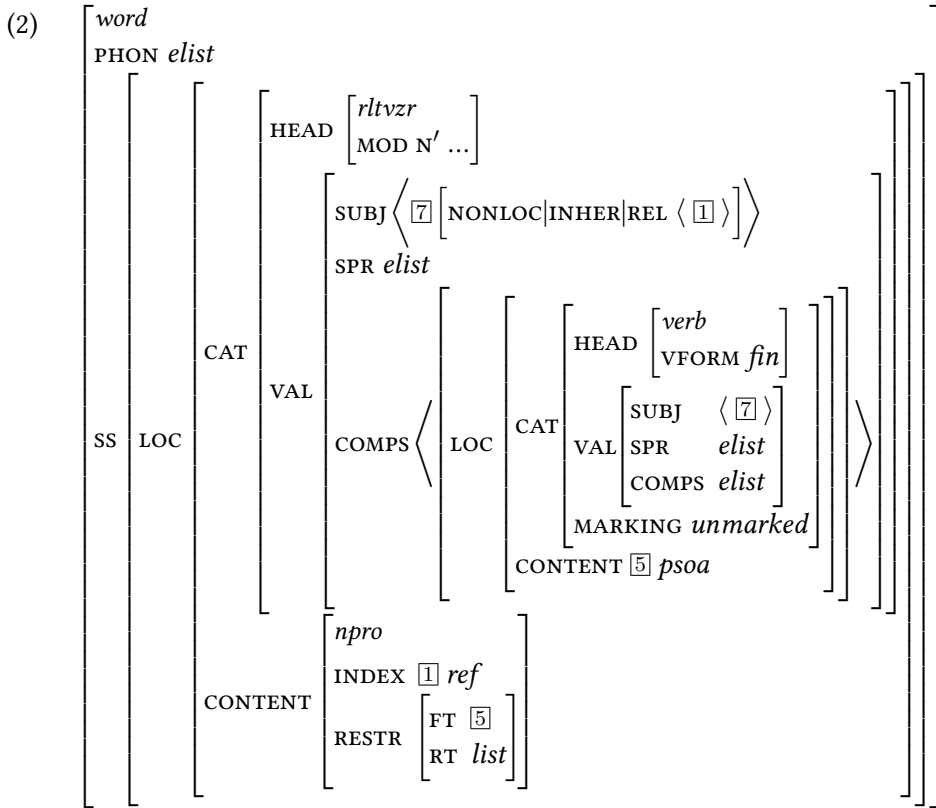 (2)
word
PHON elist
HEAD
rltvzr
MOD N′ ...
SUBJ ⟨ [7] [NONLOC|INHER|REL ⟨ [1] ⟩] ⟩
SPR elist
HEAD
verb
VFORM fin
SS LOC CAT VAL COMPS ⟨ LOC CAT VAL
SUBJ ⟨ [7] ⟩
SPR elist
COMPS elist
⟩
MARKING unmarked
CONTENT [5] psoa
CONTENT
npro
INDEX [1] ref
RESTR
FT [5]
RT list